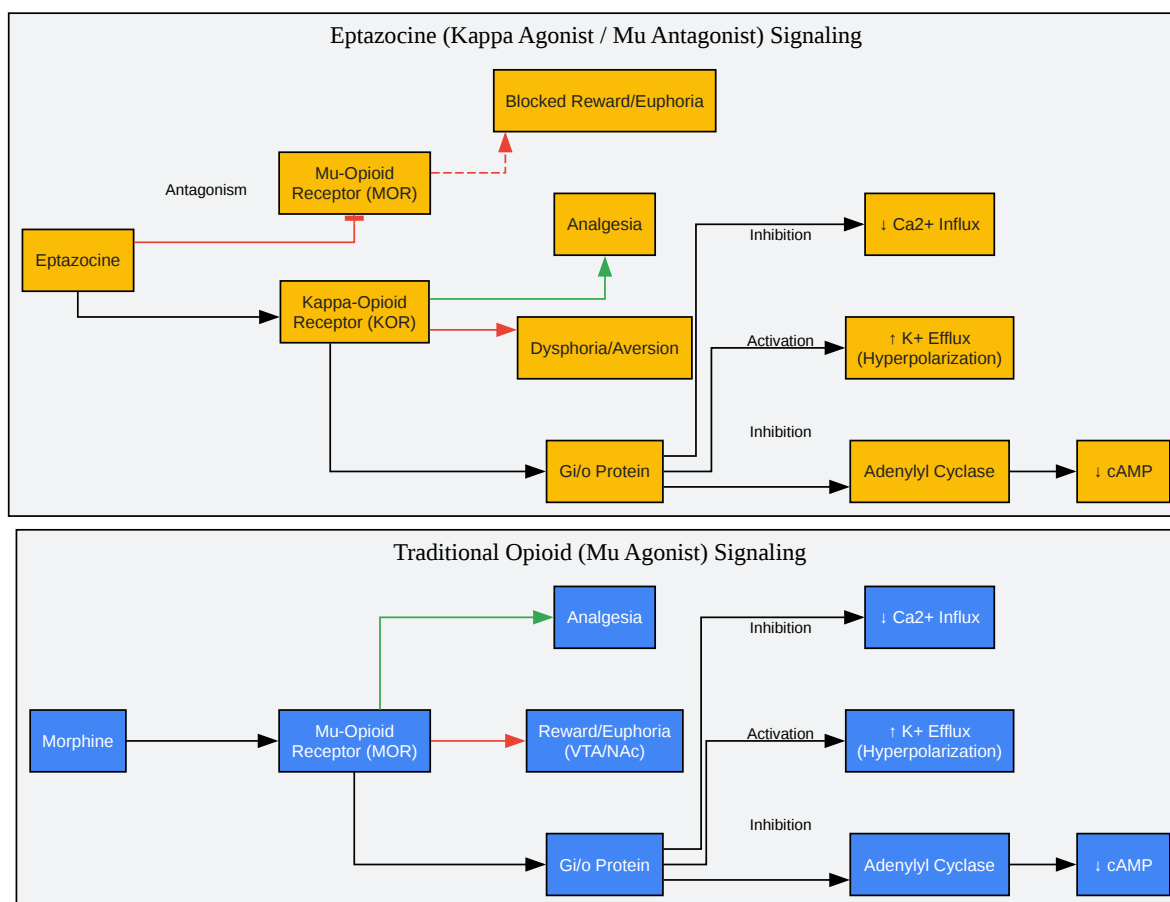 Eptazocine (Kappa Agonist / Mu Antagonist) Signaling
Blocked Reward/Euphoria
Mu-Opioid
Receptor (MOR)
Antagonism
Analgesia
Inhibition
↓ Ca2+ Influx
Eptazocine
Kappa-Opioid
Receptor (KOR)
Dysphoria/Aversion
Activation
↑ K+ Efflux
(Hyperpolarization)
Inhibition
Gi/o Protein
Adenylyl Cyclase
↓ cAMP
Traditional Opioid (Mu Agonist) Signaling
Analgesia
Inhibition
↓ Ca2+ Influx
Morphine
Mu-Opioid
Receptor (MOR)
Reward/Euphoria
(VTA/NAc)
Activation
↑ K+ Efflux
(Hyperpolarization)
Inhibition
Gi/o Protein
Adenylyl Cyclase
↓ cAMP